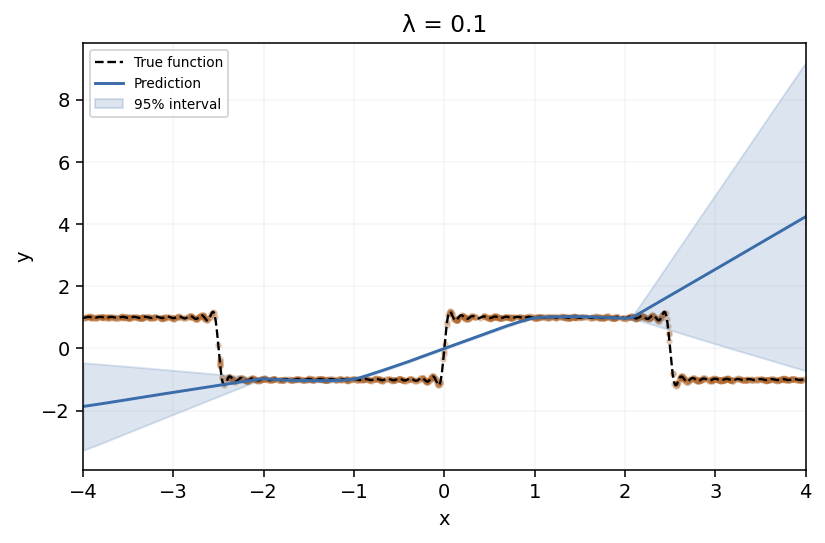 λ = 0.1
True function
Prediction
95% interval
8
6
4
2
0
−2
y
−4
−3
−2
−1
0
1
2
3
4
x